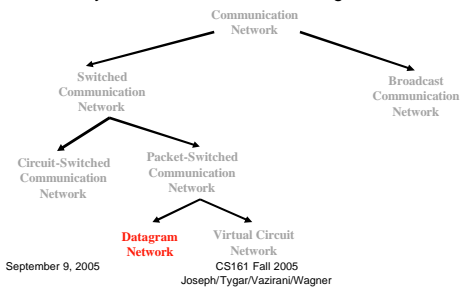 Communication
Network
Switched
Communication
Network
Broadcast
Communication
Network
Circuit-Switched
Communication
Network
Packet-Switched
Communication
Network
Datagram
Network
Virtual Circuit
Network
September 9, 2005
CS161 Fall 2005
Joseph/Tygar/Vazirani/Wagner